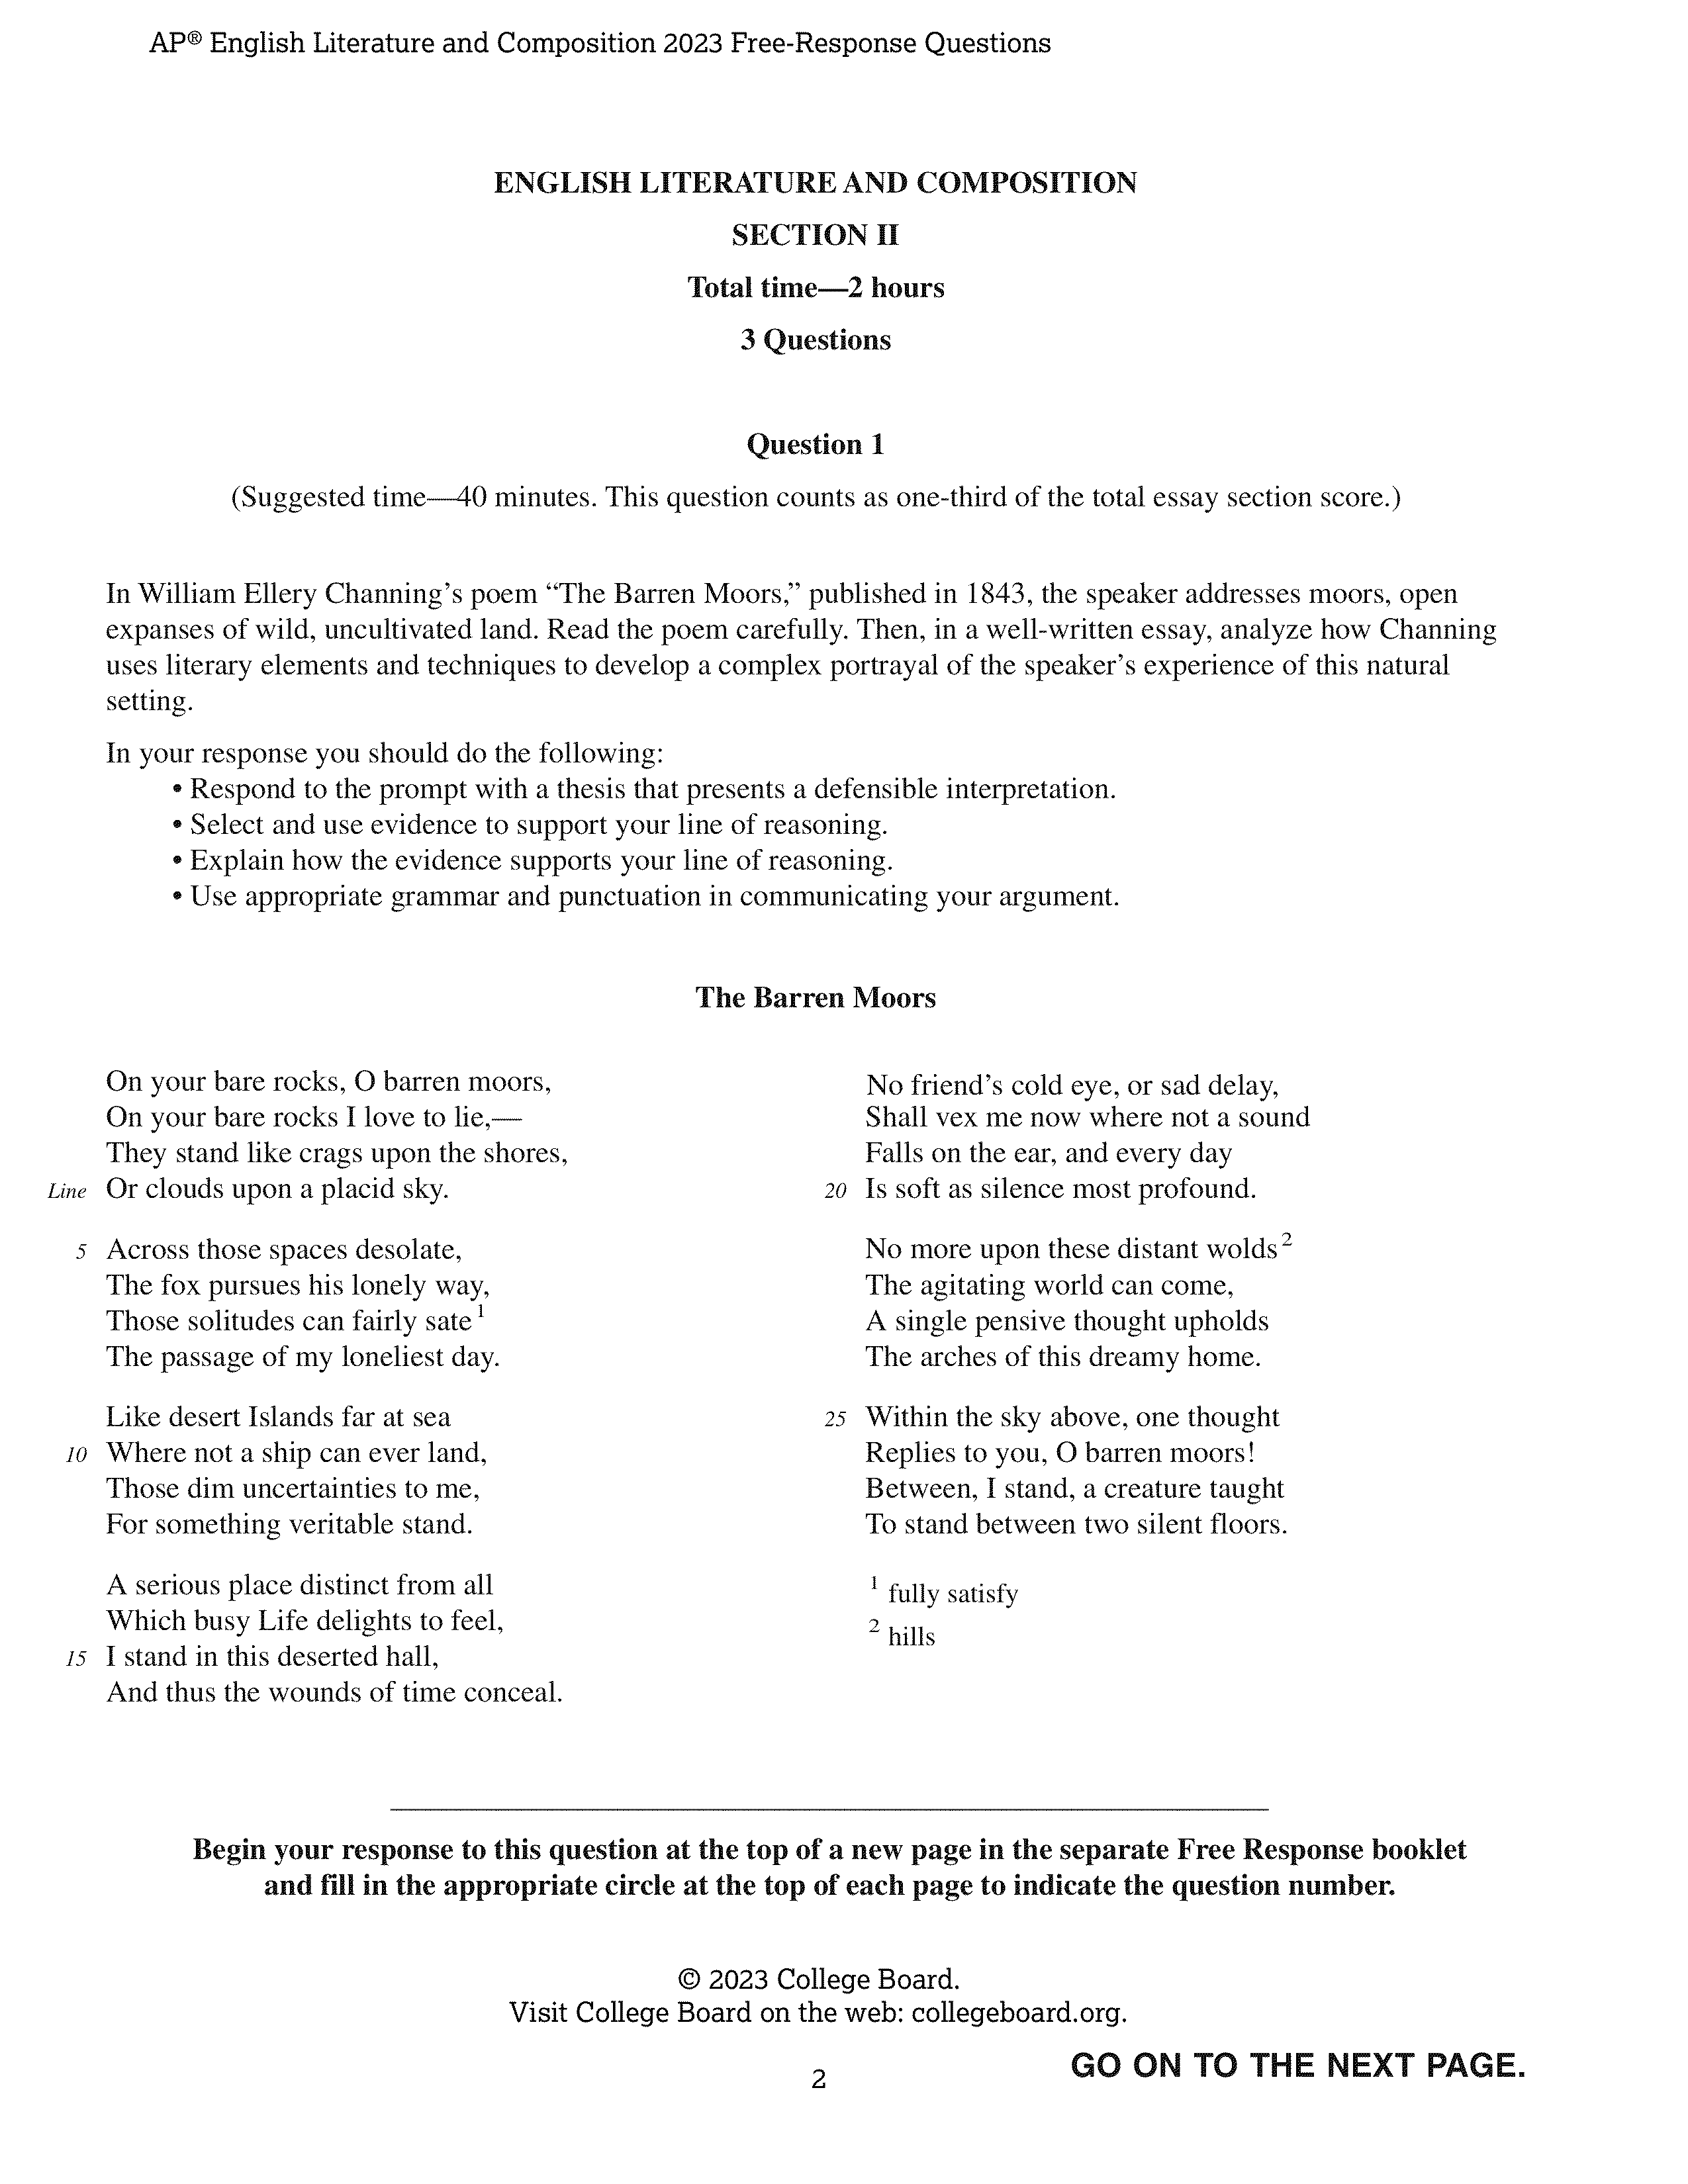 AP® English Literature and Composition 2023 Free-Response Questions
ENGLISH LITERATURE AND COMPOSITION
SECTION II
Total time—2 hours
3 Questions
Question 1
(Suggested time—40 minutes. This question counts as one-third of the total essay section score.)
In William Ellery Channing’s poem “The Barren Moors,” published in 1843, the speaker addresses moors, open
expanses of wild, uncultivated land. Read the poem carefully. Then, in a well-written essay, analyze how Channing
uses literary elements and techniques to develop a complex portrayal of the speaker’s experience of this natural
setting.
In your response you should do the following:
• Respond to the prompt with a thesis that presents a defensible interpretation.
• Select and use evidence to support your line of reasoning.
• Explain how the evidence supports your line of reasoning.
• Use appropriate grammar and punctuation in communicating your argument.
The Barren Moors
On your bare rocks, O barren moors,
On your bare rocks I love to lie,—
They stand like crags upon the shores,
Line Or clouds upon a placid sky.
5 Across those spaces desolate,
The fox pursues his lonely way,
Those solitudes can fairly sate 1
The passage of my loneliest day.
Like desert Islands far at sea
10 Where not a ship can ever land,
Those dim uncertainties to me,
For something veritable stand.
A serious place distinct from all
Which busy Life delights to feel,
15 I stand in this deserted hall,
And thus the wounds of time conceal.
No friend’s cold eye, or sad delay,
Shall vex me now where not a sound
Falls on the ear, and every day
20 Is soft as silence most profound.
No more upon these distant wolds 2
The agitating world can come,
A single pensive thought upholds
The arches of this dreamy home.
25 Within the sky above, one thought
Replies to you, O barren moors!
Between, I stand, a creature taught
To stand between two silent floors.
1 fully satisfy
2 hills
Begin your response to this question at the top of a new page in the separate Free Response booklet
and fill in the appropriate circle at the top of each page to indicate the question number.
© 2023 College Board.
Visit College Board on the web: collegeboard.org.
GO ON TO THE NEXT PAGE.
2